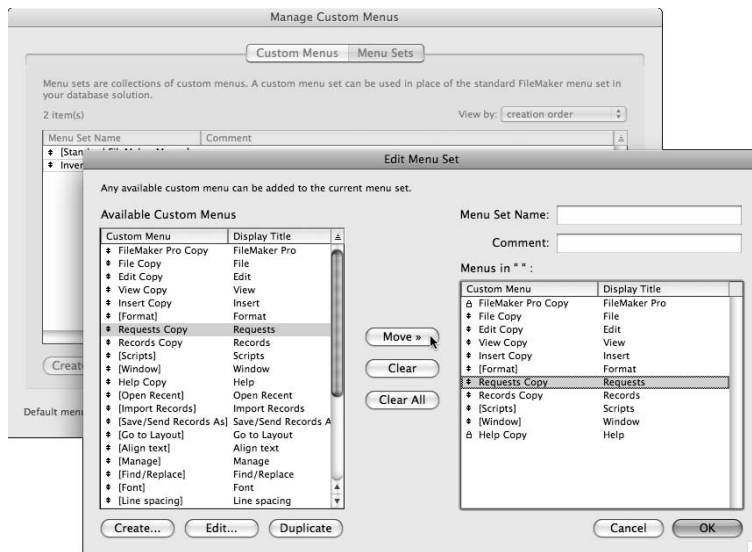 Manage Custom Menus
Custom Menus Menu Sets
Menu sets are collections of custom menus. A custom menu set can be used in place of the standard FileMaker menu set in
your database solution.
2 item(s)
View by: creation order
Menu Set Name Comment
Edit Menu Set
Any available custom menu can be added to the current menu set.
Available Custom Menus
Custom Menu Display Title
FileMaker Pro Copy FileMaker Pro
File Copy File
Edit Copy Edit
View Copy View
Insert Copy Insert
[Format] Format
Requests Copy Requests
Records Copy Records
[Scripts] Scripts
[Window] Window
Help Copy Help
[Open Recent] Open Recent
[Import Records] Import Records
[Save/Send Records As] Save/Send Records A
[Go to Layout] Go to Layout
[Align text] Align text
[Manage] Manage
[Find/Replace] Find/Replace
[Font] Font
[Line spacing] Line spacing
Create... Edit... Duplicate
Move »
Clear
Clear All
Menu Set Name:
Comment:
Menus in " " :
Custom Menu Display Title
FileMaker Pro Copy FileMaker Pro
File Copy File
Edit Copy Edit
View Copy View
Insert Copy Insert
[Format] Format
Requests Copy Requests
Records Copy Records
[Scripts] Scripts
[Window] Window
Help Copy Help
Cancel OK